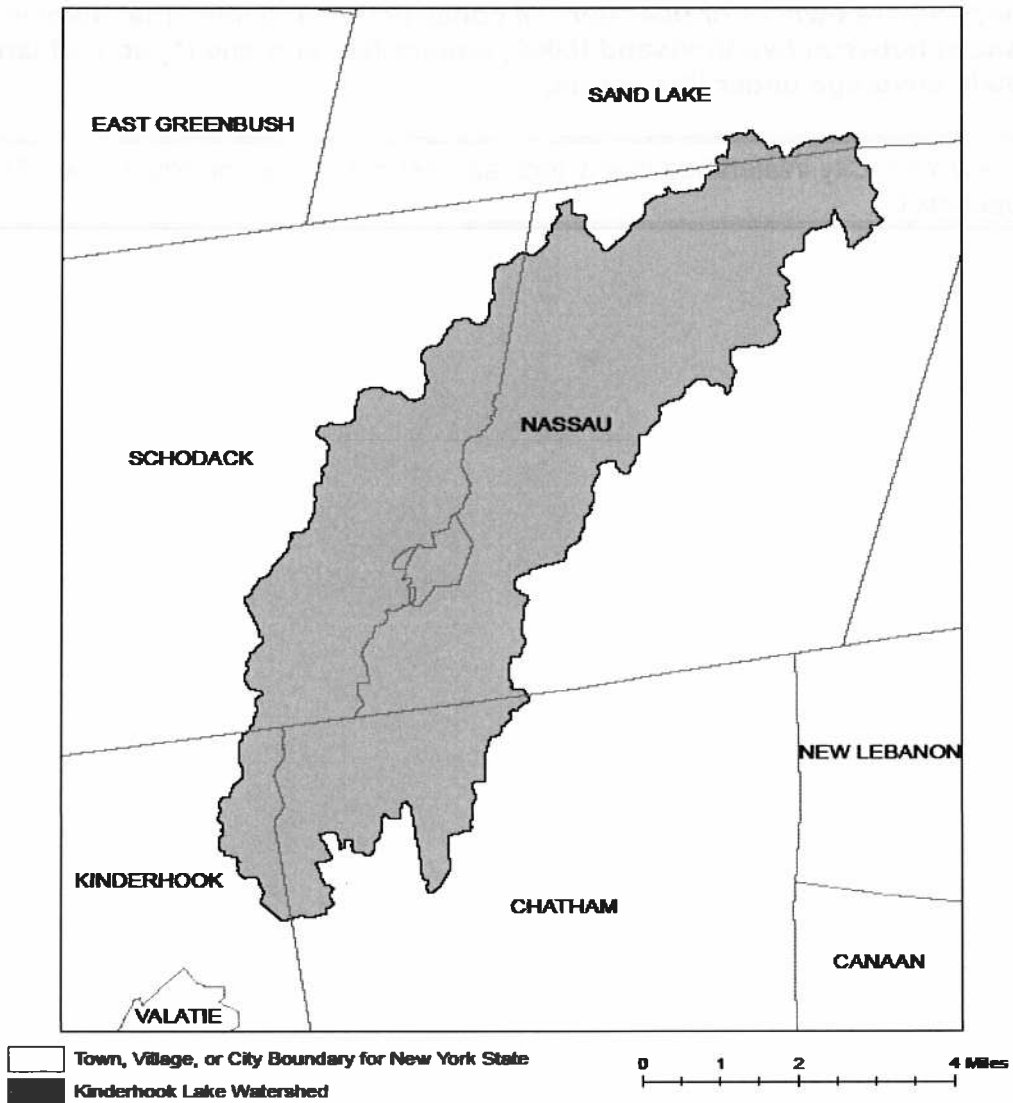 SAND LAKE
EAST GREENBUSH
NASSAU
SCHODACK
NEW LEBANON
KINDERHOOK
CHATHAM
CANAAN
VALATIE
Town, Village, or City Boundary for New York State
0 1 2 4 Miles
Kinderhook Lake Watershed